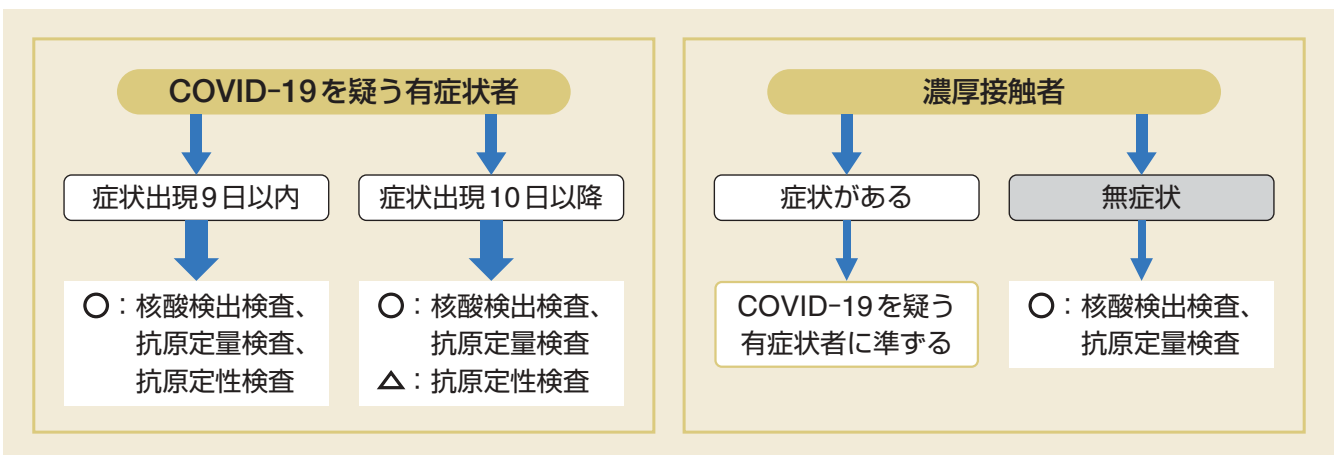 COVID-19を疑う有症状者
症状出現9日以内
症状出現10日以降
○：核酸検出検査、
抗原定量検査、
抗原定性検査
○：核酸検出検査、
抗原定量検査
△：抗原定性検査
濃厚接触者
症状がある
無症状
COVID-19を疑う
有症状者に準ずる
○：核酸検出検査、
抗原定量検査